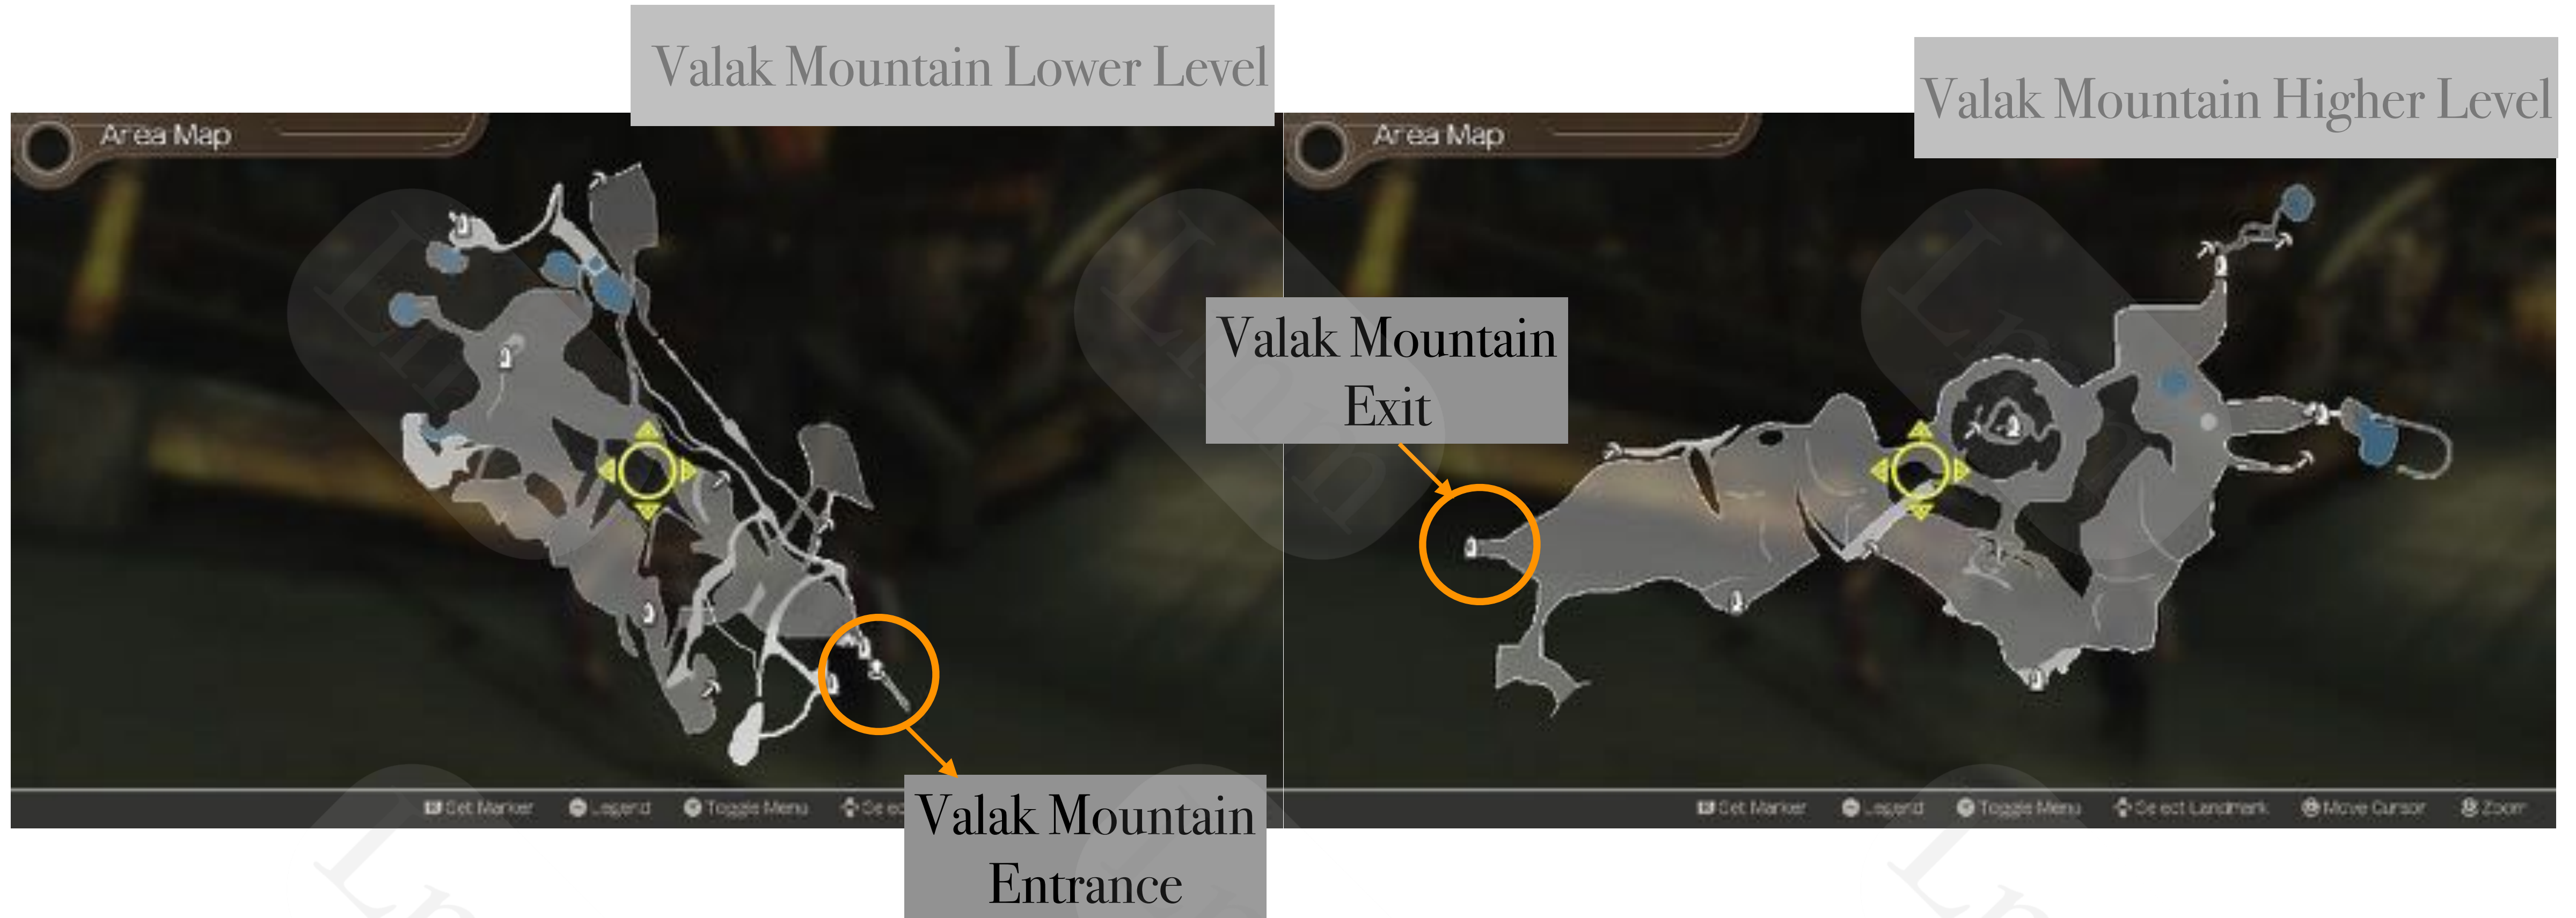 Valak Mountain Lower Level
Valak Mountain Higher Level
Area Map
Area Map
Valak Mountain
Exit
Set Marker
Legend
Toggle Menu
Set Marker
Legend
Toggle Menu
Select Landmark
Move Cursor
Zoom
Valak Mountain
Entrance